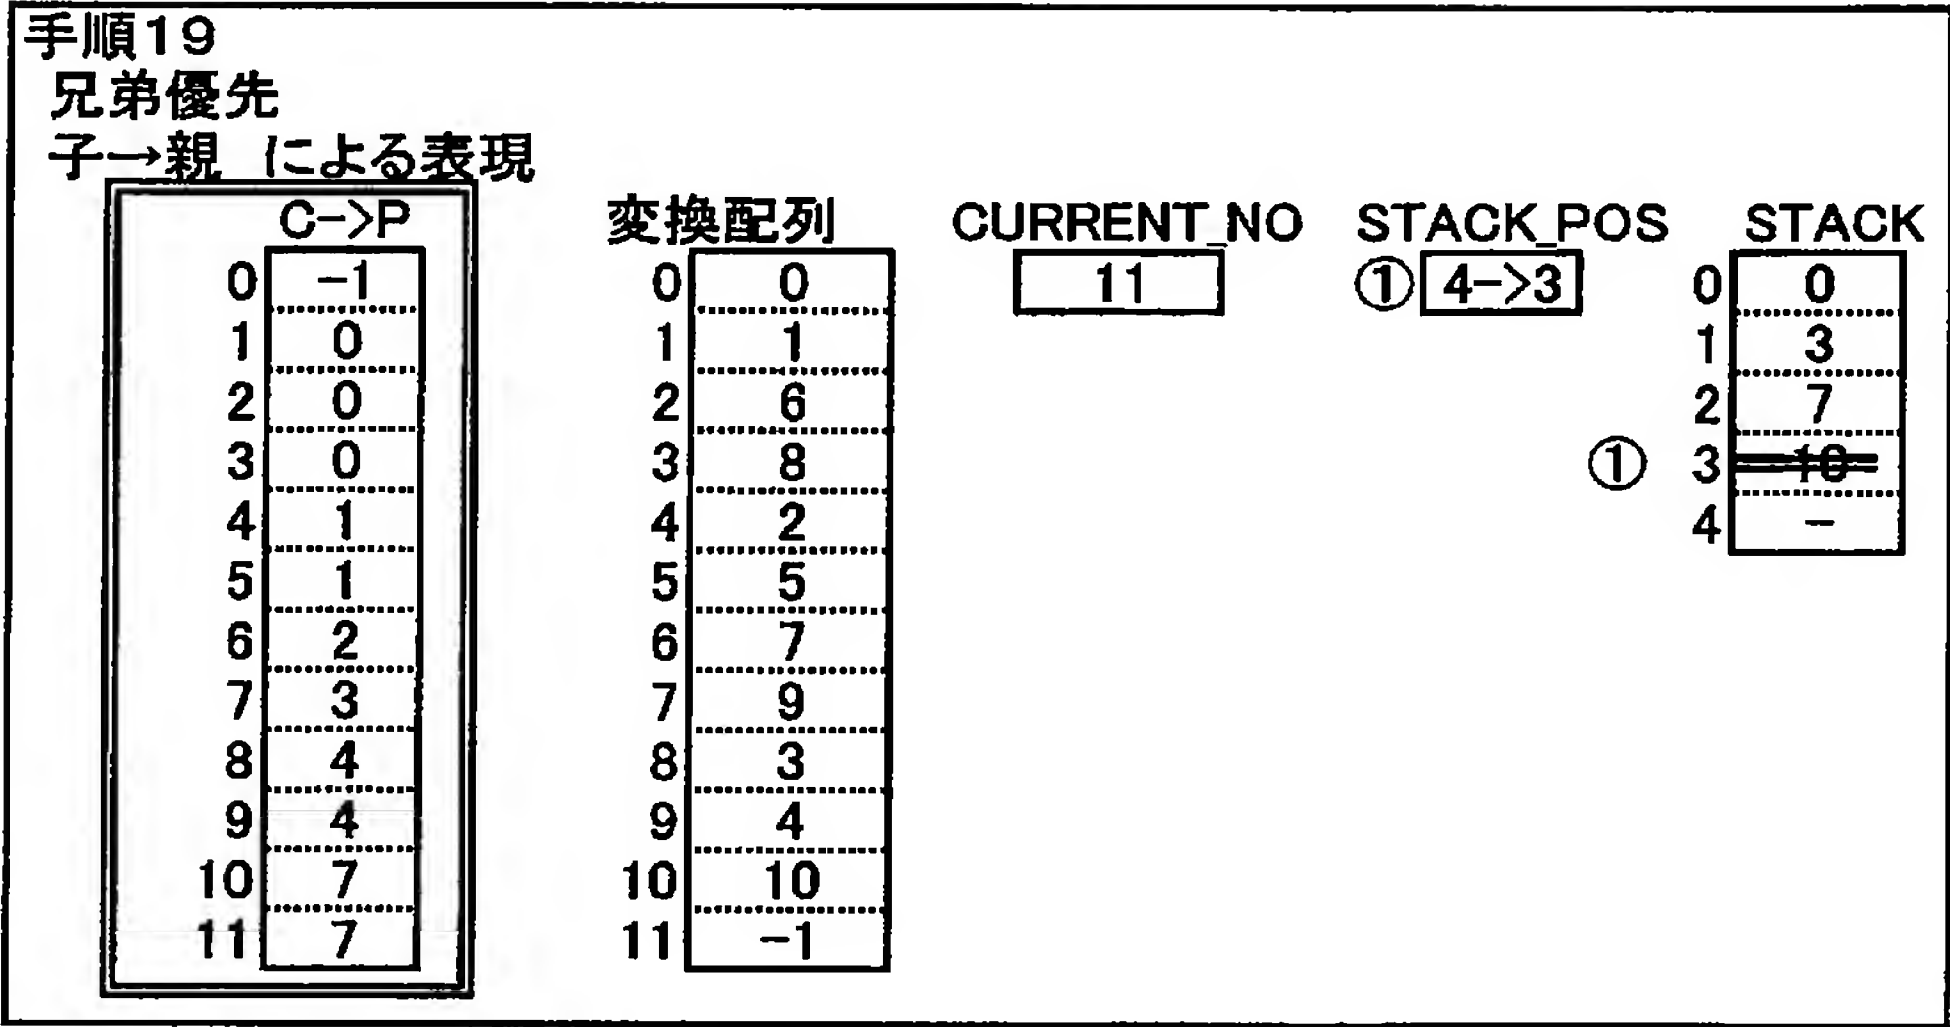 手順19
兄弟優先
子→親 による表現
C->P 変換配列 CURRENT_NO STACK_POS STACK
0 -1 0 0 11 ① 4->3 0 0
1 0 1 1 1 3
2 0 2 6 2 7
3 0 3 8 ① 3 10
4 1 4 2 4 -
5 1 5 5
6 2 6 7
7 3 7 9
8 4 8 3
9 4 9 4
10 7 10 10
11 7 11 -1